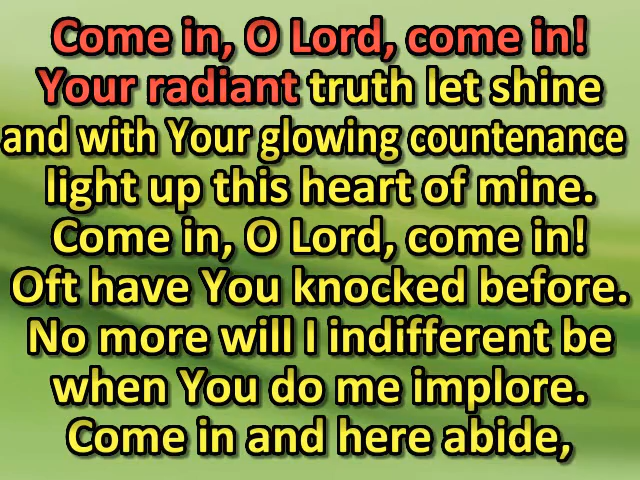 Come in, O Lord, come in!
Your radiant truth let shine
and with Your glowing countenance
light up this heart of mine.
Come in, O Lord, come in!
Oft have You knocked before.
No more will I indifferent be
when You do me implore.
Come in and here abide,